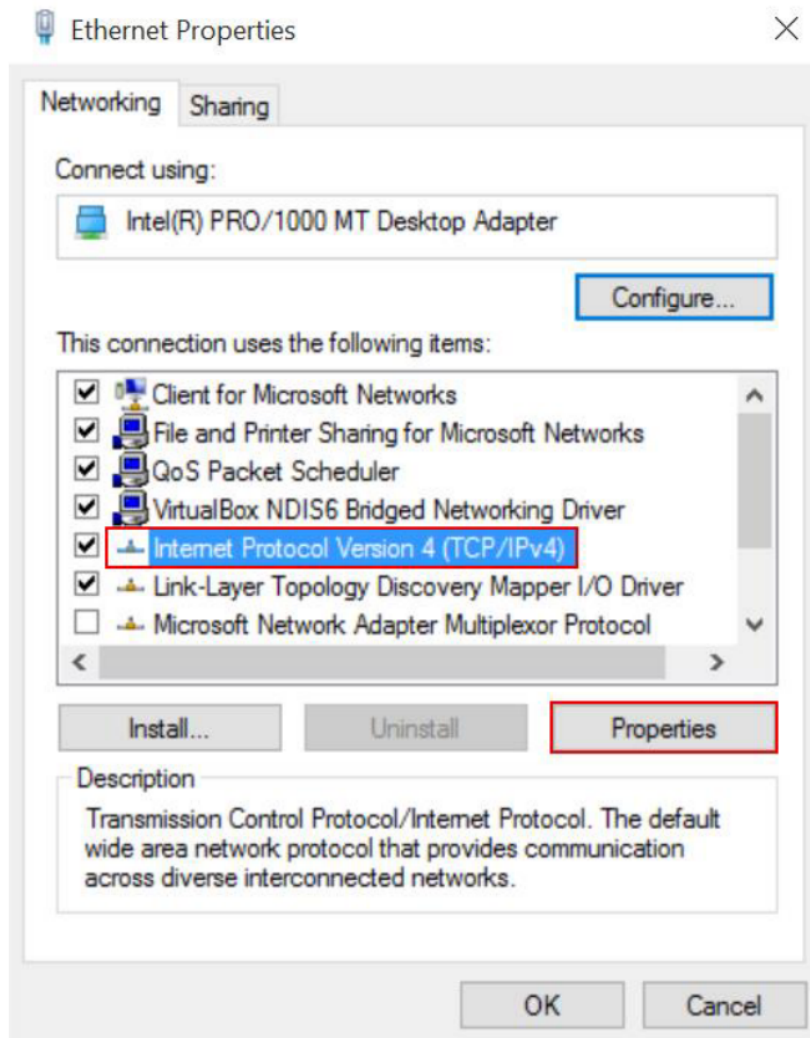 Ethernet Properties
Networking
Sharing
Connect using:
Intel(R) PRO/1000 MT Desktop Adapter
Configure...
This connection uses the following items:
Client for Microsoft Networks
File and Printer Sharing for Microsoft Networks
QoS Packet Scheduler
VirtualBox NDIS6 Bridged Networking Driver
Internet Protocol Version 4 (TCP/IPv4)
Link-Layer Topology Discovery Mapper I/O Driver
Microsoft Network Adapter Multiplexor Protocol
Install...
Uninstall
Properties
Description
Transmission Control Protocol/Internet Protocol. The default
wide area network protocol that provides communication
across diverse interconnected networks.
OK
Cancel